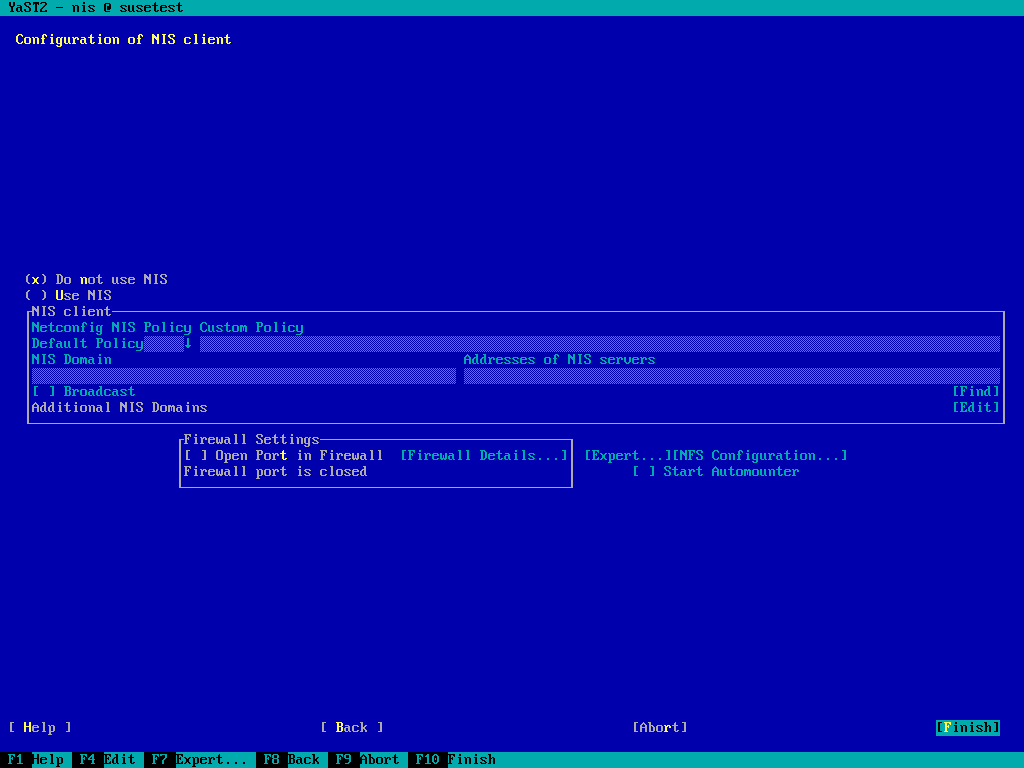 YaST2 - nis @ susetest
Configuration of NIS client
(x) Do not use NIS
( ) Use NIS
NIS client
Netconfig NIS Policy Custom Policy
Default Policy ↓
NIS Domain Addresses of NIS servers
[ ] Broadcast [Find]
Additional NIS Domains [Edit]
Firewall Settings
[ ] Open Port in Firewall [Firewall Details...] [Expert...][NFS Configuration...]
Firewall port is closed [ ] Start Automounter
[ Help ] [ Back ] [Abort] [Finish]
F1 Help F4 Edit F7 Expert... F8 Back F9 Abort F10 Finish